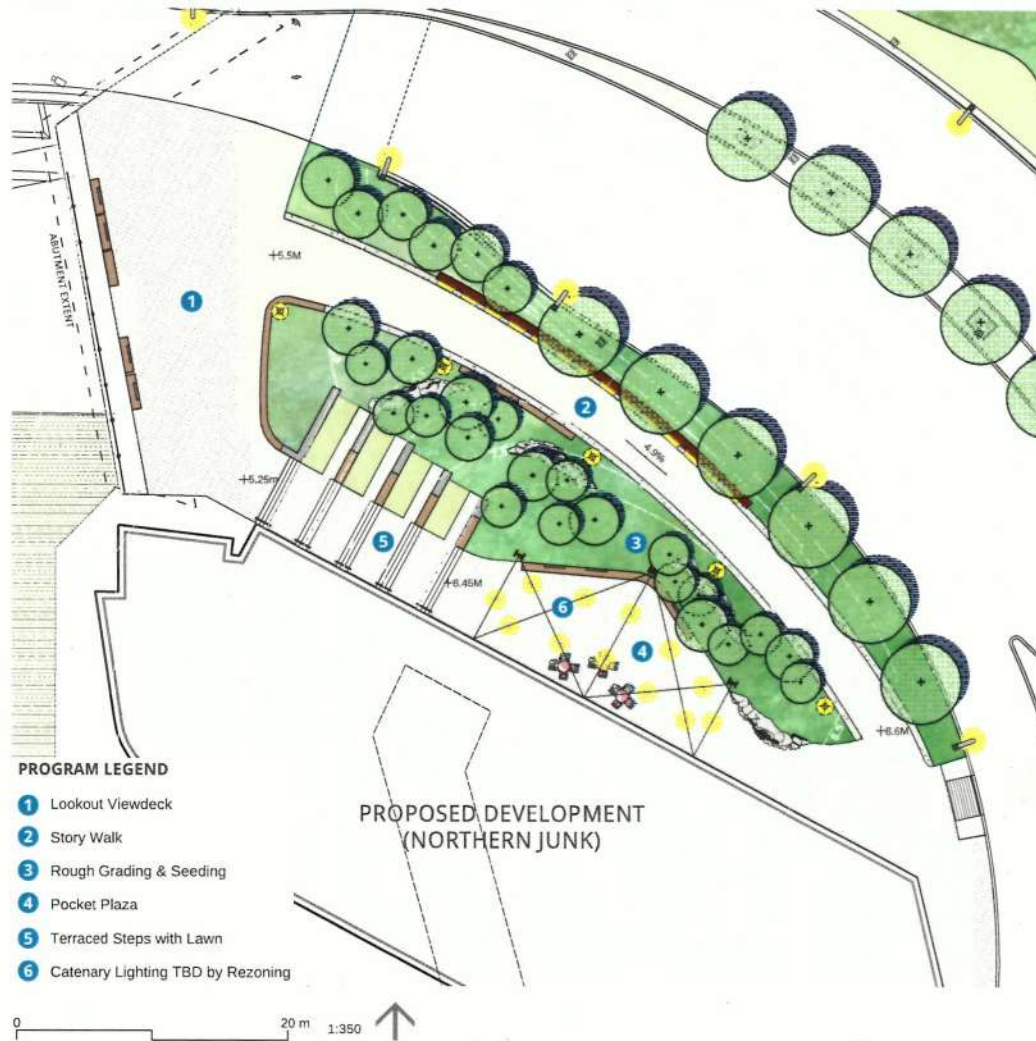 ABUTMENT EXTENT
+5.5M
1
2
4.9%
+5.25m
5
3
+6.45M
6
4
+6.6M
PROPOSED DEVELOPMENT
(NORTHERN JUNK)
PROGRAM LEGEND
1 Lookout Viewdeck
2 Story Walk
3 Rough Grading & Seeding
4 Pocket Plaza
5 Terraced Steps with Lawn
6 Catenary Lighting TBD by Rezoning
0 20 m 1:350